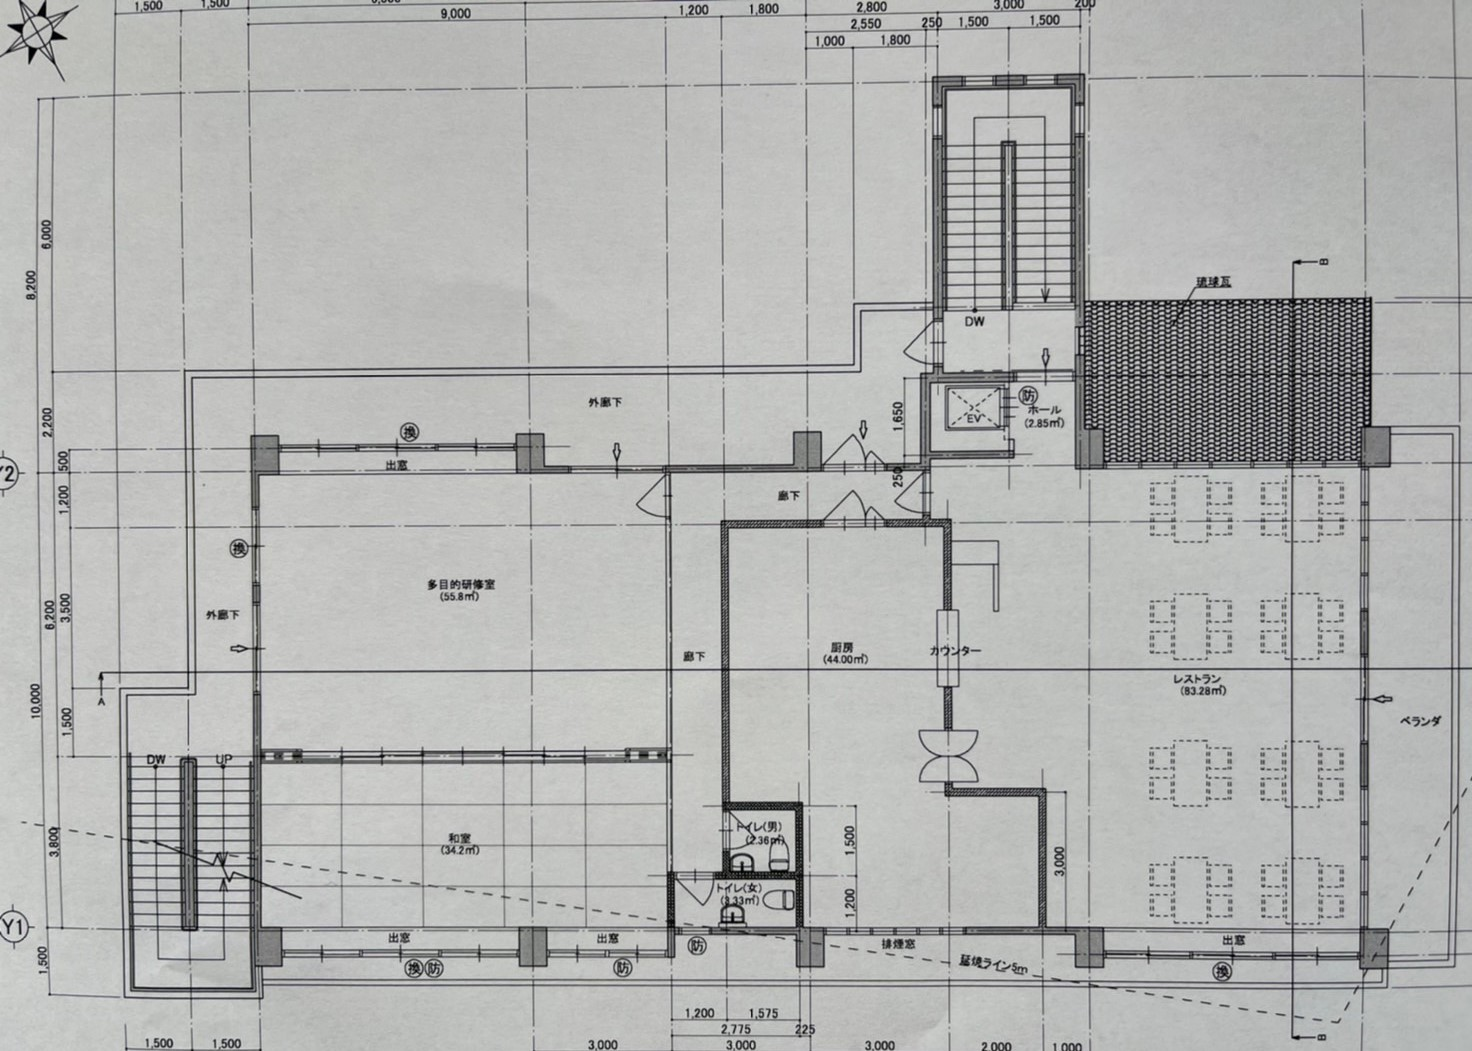 1,500
1,500
9,000
1,200
1,800
2,800
3,000
200
2,550
250
1,500
1,500
1,000
1,800
6,000
8,200
琉球瓦
B
DW
2,200
外廊下
換
1,650
EV
防
ホール
(2.85㎡)
出窓
500
Y2
1,200
廊下
250
換
多目的研修室
(55.8㎡)
外廊下
6,200
3,500
廊下
厨房
(44.00㎡)
カウンター
レストラン
(83.28㎡)
ベランダ
10,000
A
1,500
DW
UP
3,800
和室
(34.2㎡)
トイレ(男)
(2.36㎡)
1,500
3,000
トイレ(女)
(3.33㎡)
1,200
Y1
出窓
出窓
防
排煙窓
出窓
1,500
換
防
防
延焼ライン5m
換
1,200
1,575
2,775
225
B
1,500
1,500
3,000
3,000
3,000
2,000
1,000